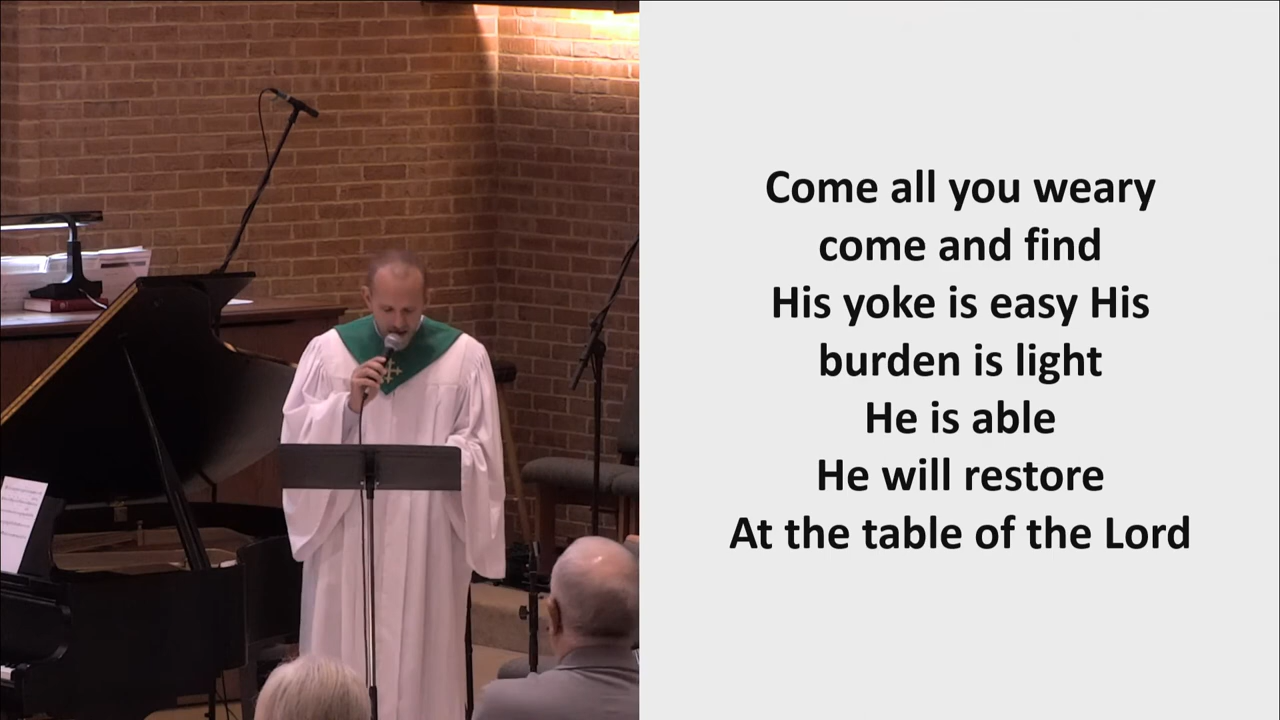 Come all you weary
come and find
His yoke is easy His
burden is light
He is able
He will restore
At the table of the Lord